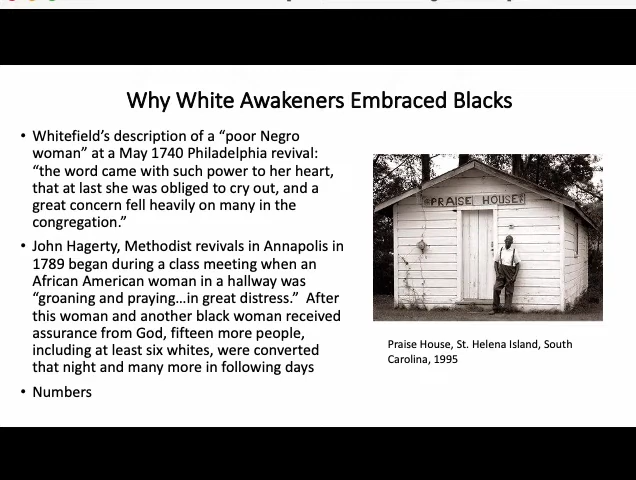 Why White Awakeners Embraced Blacks
• Whitefield’s description of a “poor Negro
woman” at a May 1740 Philadelphia revival:
“the word came with such power to her heart,
that at last she was obliged to cry out, and a
great concern fell heavily on many in the
congregation.”
• John Hagerty, Methodist revivals in Annapolis in
1789 began during a class meeting when an
African American woman in a hallway was
“groaning and praying…in great distress.”  After
this woman and another black woman received
assurance from God, fifteen more people,
including at least six whites, were converted
that night and many more in following days
• Numbers
PRAISE HOUSE
Praise House, St. Helena Island, South
Carolina, 1995